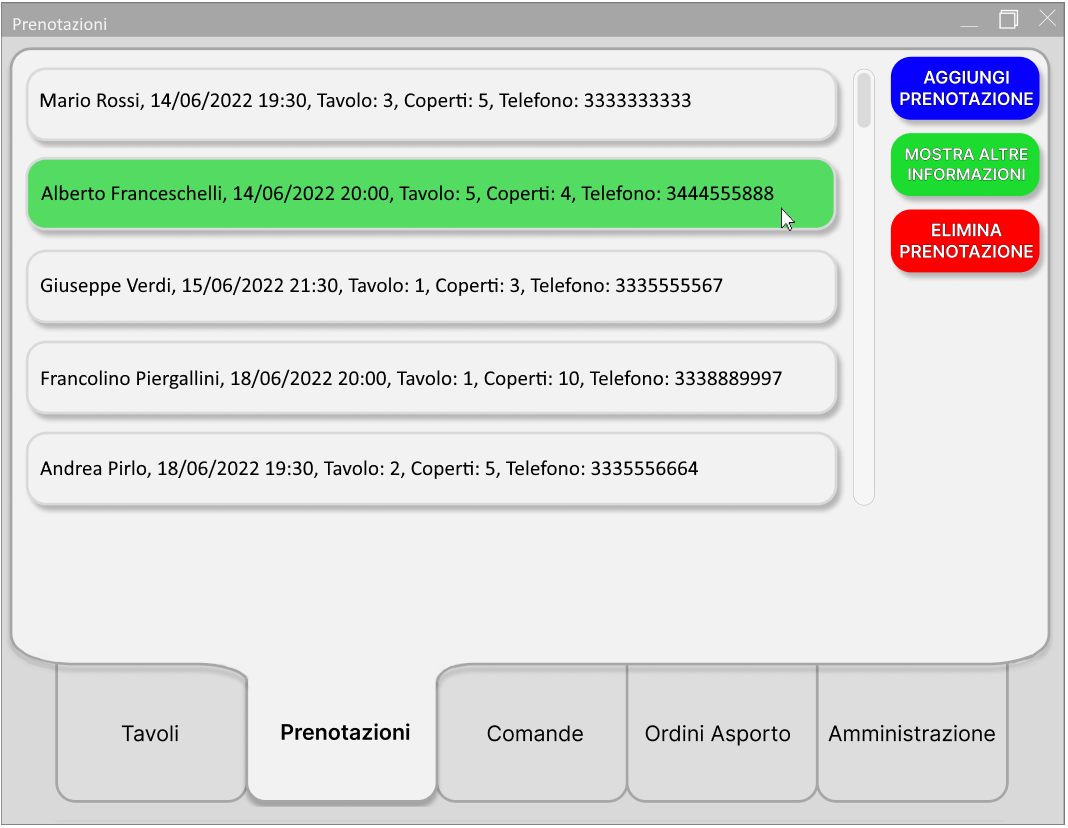 Prenotazioni
Mario Rossi, 14/06/2022 19:30, Tavolo: 3, Coperti: 5, Telefono: 3333333333
Alberto Franceschelli, 14/06/2022 20:00, Tavolo: 5, Coperti: 4, Telefono: 3444555888
Giuseppe Verdi, 15/06/2022 21:30, Tavolo: 1, Coperti: 3, Telefono: 3335555567
Francolino Piergallini, 18/06/2022 20:00, Tavolo: 1, Coperti: 10, Telefono: 3338889997
Andrea Pirlo, 18/06/2022 19:30, Tavolo: 2, Coperti: 5, Telefono: 3335556664
AGGIUNGI
PRENOTAZIONE
MOSTRA ALTRE
INFORMAZIONI
ELIMINA
PRENOTAZIONE
Tavoli
Prenotazioni
Comande
Ordini Asporto
Amministrazione